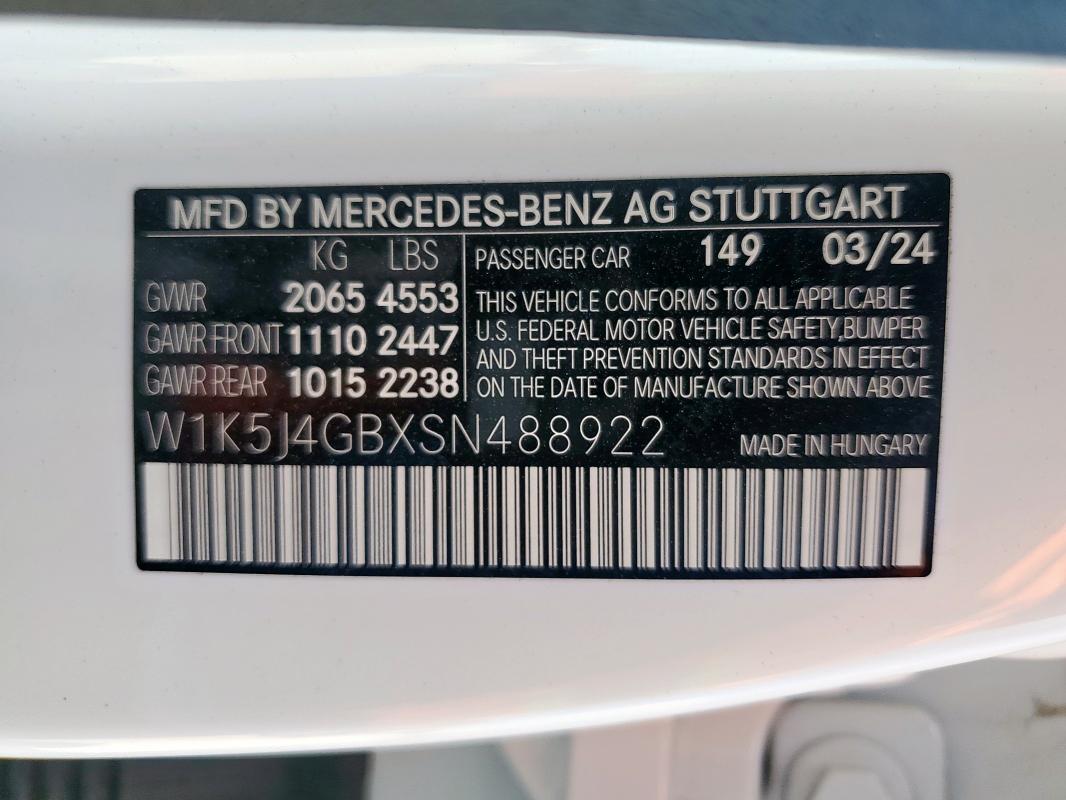 MFD BY MERCEDES-BENZ AG STUTTGART
KG LBS
GVWR 2065 4553
GAWR FRONT 1110 2447
GAWR REAR 1015 2238
PASSENGER CAR 149 03/24
THIS VEHICLE CONFORMS TO ALL APPLICABLE
U.S. FEDERAL MOTOR VEHICLE SAFETY,BUMPER
AND THEFT PREVENTION STANDARDS IN EFFECT
ON THE DATE OF MANUFACTURE SHOWN ABOVE
W1K5J4GBXSN488922
MADE IN HUNGARY